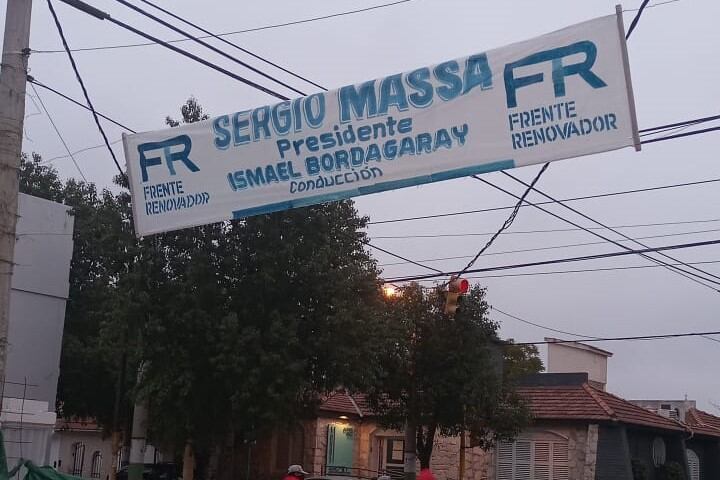 FR
FRENTE
RENOVADOR
SERGIO MASSA
Presidente
ISMAEL BORDAGARAY
Conducción
FR
FRENTE
RENOVADOR